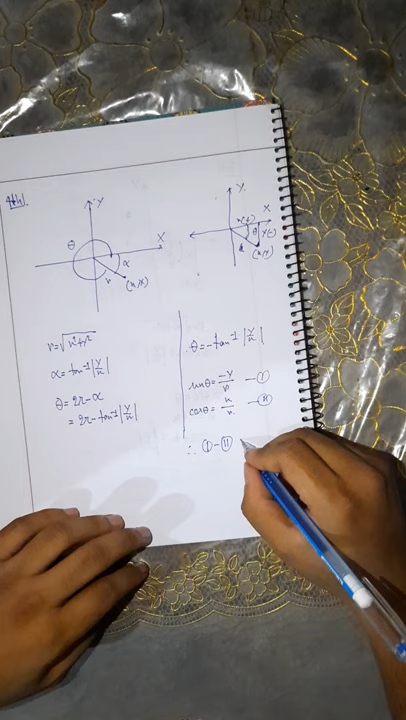 4th.
Y
X
θ
α
r
(x,y)
Y
X
x(+)
Y(-)
θ
(x,y)
r=√x²+y²
α=tan⁻¹|y/x|
θ=2π-α
=2π-tan⁻¹|y/x|
θ=-tan⁻¹|y/x|
sinθ=-y/r —(I)
cosθ=x/r —(II)
∴ (I)-(II)